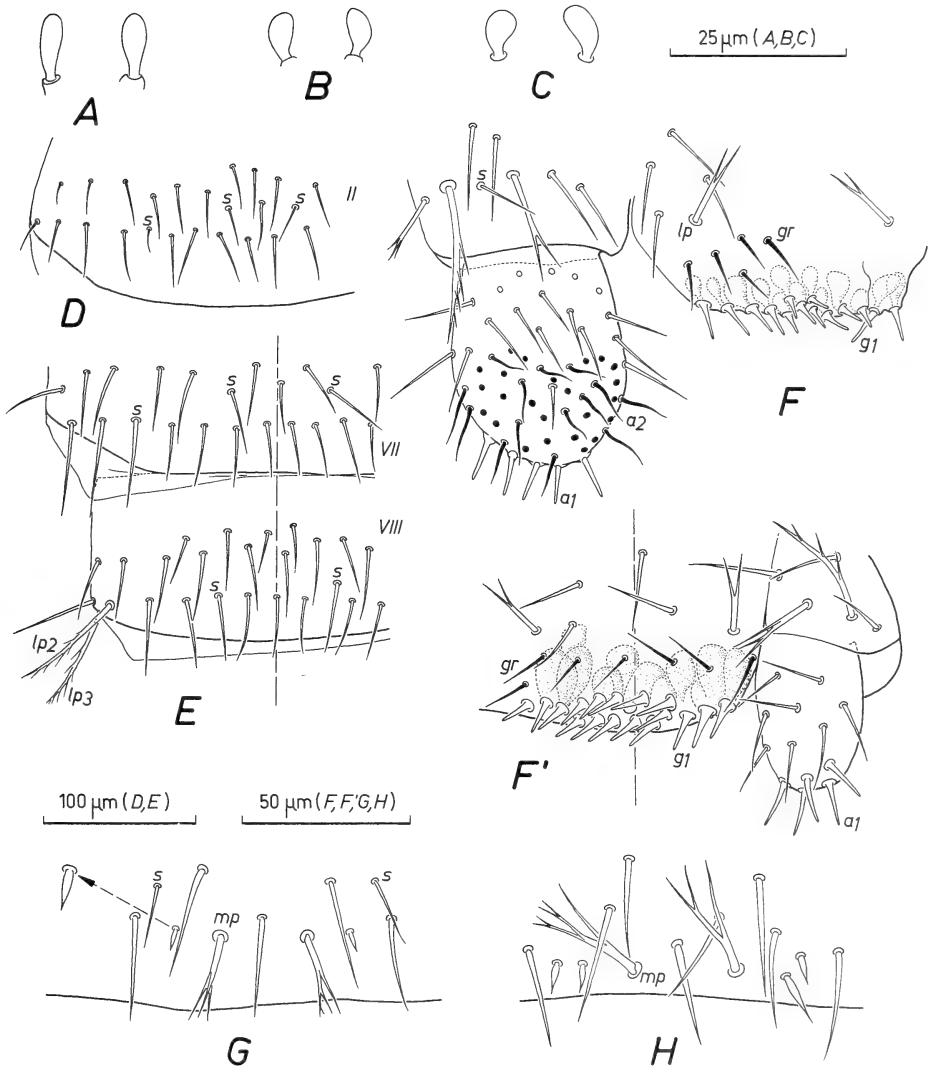 25 μm (A,B,C)
A
B
C
s
s
s
s
II
D
lp
gr
g1
F
s
s
s
VII
a2
a1
VIII
s
s
lp2
lp3
E
gr
g1
F'
a1
100 μm (D,E)
50 μm (F,F',G,H)
s
s
mp
G
mp
H